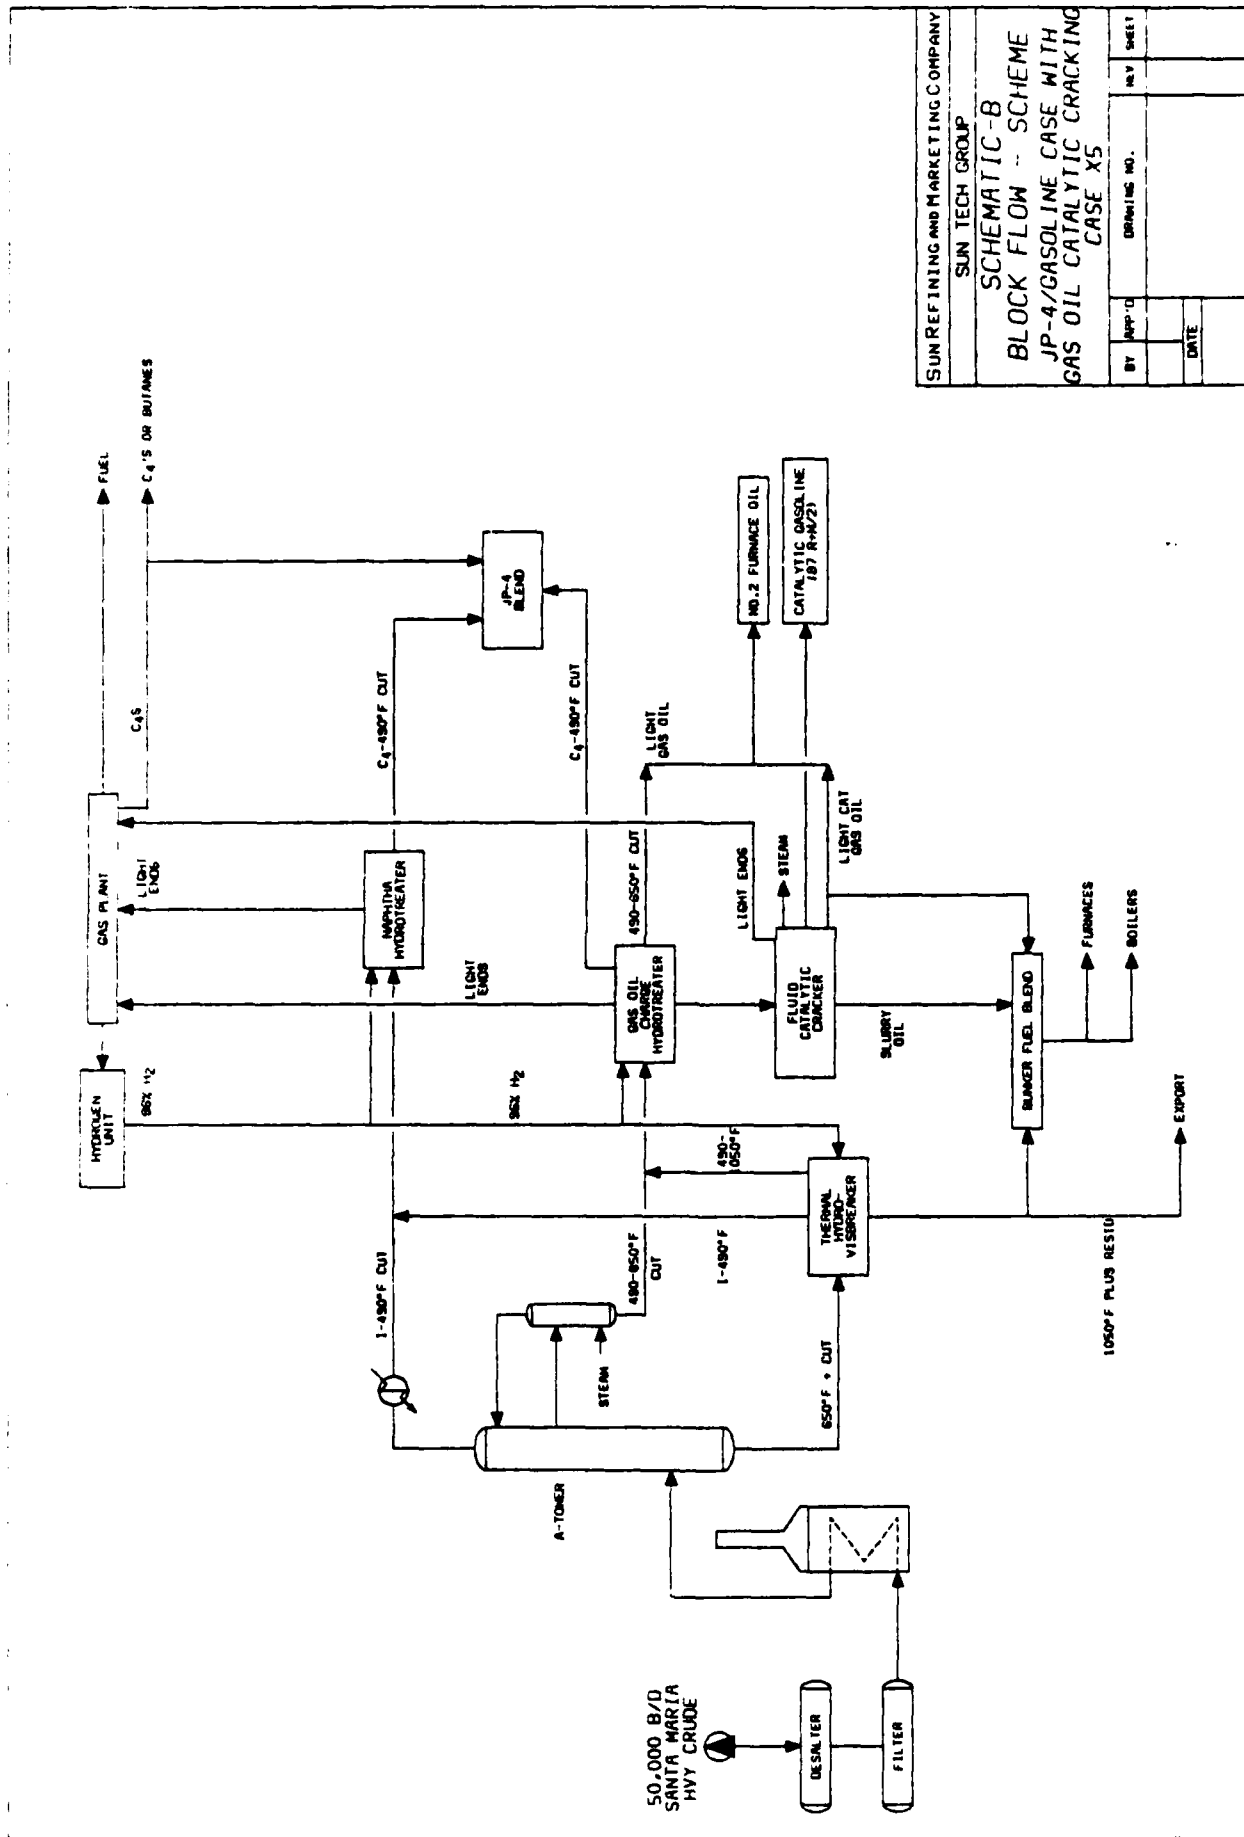 FUEL
C4'S OR BUTANES
C4S
GAS PLANT
LIGHT
ENDS
HYDROGEN
UNIT
96% H2
NAPHTHA
HYDROTREATER
C4-490°F CUT
JP-4
BLEND
C4-490°F CUT
I-490°F CUT
LIGHT
ENDS
96% H2
GAS OIL
CHARGE
HYDROTREATER
490-650°F CUT
LIGHT
GAS OIL
NO.2 FURNACE OIL
CATALYTIC GASOLINE
(87 R+M/2)
LIGHT ENDS
STEAM
LIGHT CAT
GAS OIL
FLUID
CATALYTIC
CRACKER
SLURRY
OIL
BUNKER FUEL BLEND
FURNACES
BOILERS
EXPORT
1050°F PLUS RESID
490-
1050°F
I-490°F
THERMAL
HYDRO-
VISBREAKER
CUT
STEAM
650°F + CUT
A-TOWER
50,000 B/D
SANTA MARIA
HVY CRUDE
DESALTER
FILTER
SUN REFINING AND MARKETING COMPANY
SUN TECH GROUP
SCHEMATIC-B
BLOCK FLOW -- SCHEME
JP-4/GASOLINE CASE WITH
GAS OIL CATALYTIC CRACKING
CASE X5
BY APP'D DRAWING NO. REV SHEET
DATE